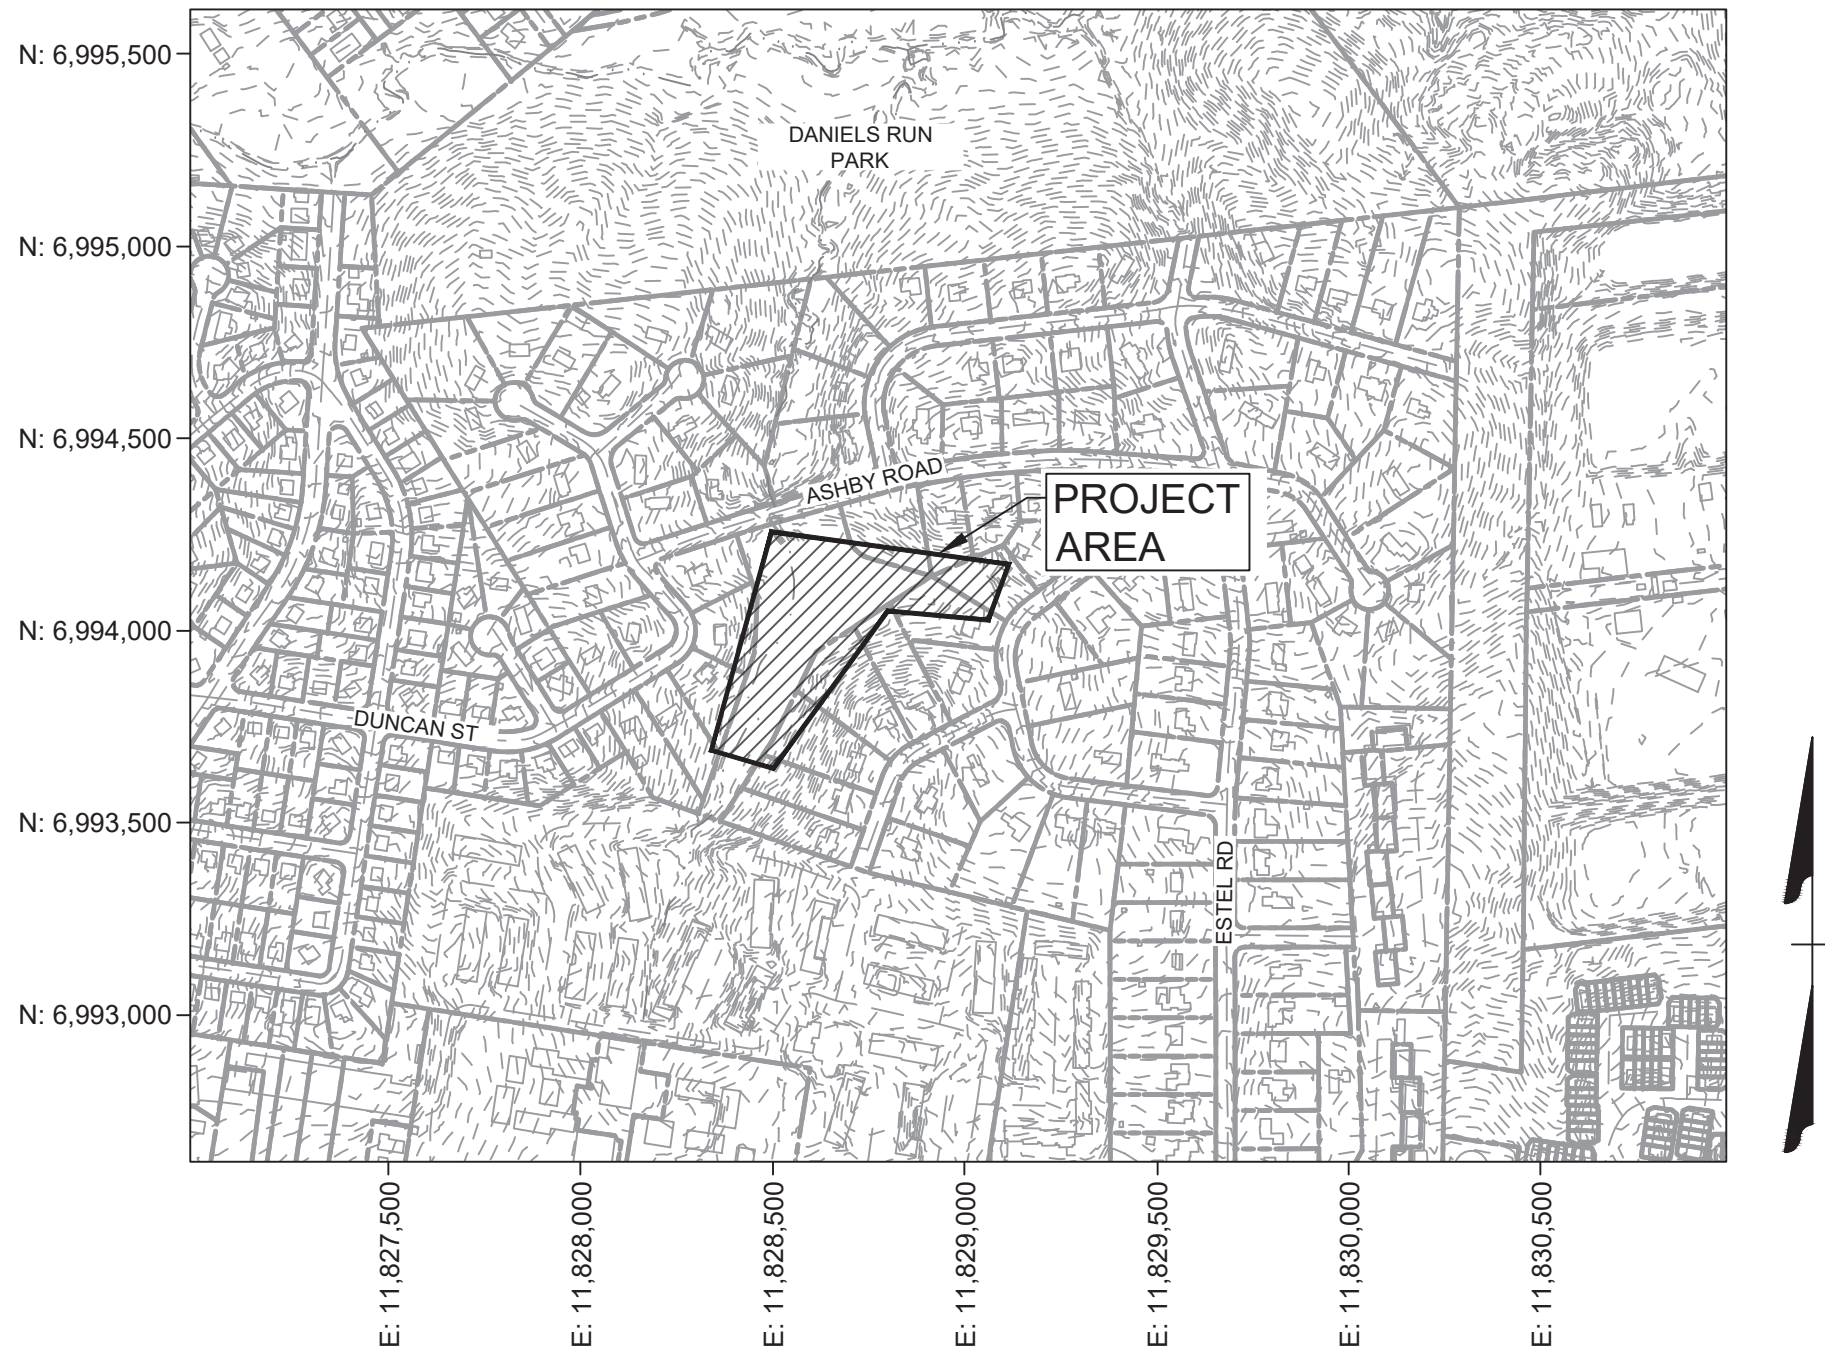 N: 6,995,500
DANIELS RUN
PARK
N: 6,995,000
N: 6,994,500
ASHBY ROAD
PROJECT
AREA
N: 6,994,000
DUNCAN ST
N: 6,993,500
ESTEL RD
N: 6,993,000
E: 11,827,500
E: 11,828,000
E: 11,828,500
E: 11,829,000
E: 11,829,500
E: 11,830,000
E: 11,830,500